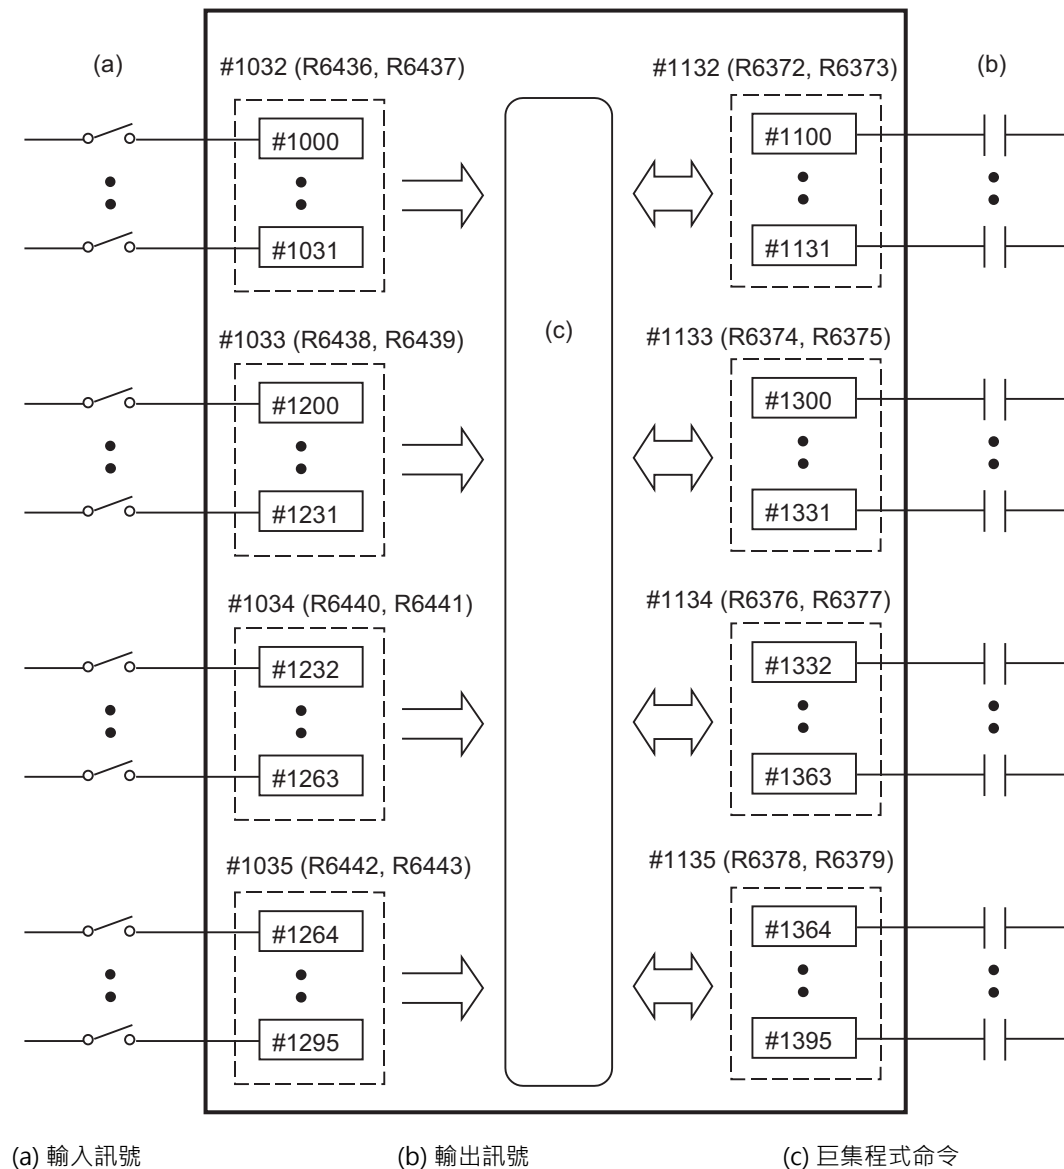 (a)
(b)
#1032 (R6436, R6437)
#1132 (R6372, R6373)
#1000
#1100
#1031
#1131
(c)
#1033 (R6438, R6439)
#1133 (R6374, R6375)
#1200
#1300
#1231
#1331
#1034 (R6440, R6441)
#1134 (R6376, R6377)
#1232
#1332
#1263
#1363
#1035 (R6442, R6443)
#1135 (R6378, R6379)
#1264
#1364
#1295
#1395
(a) 輸入訊號
(b) 輸出訊號
(c) 巨集程式命令